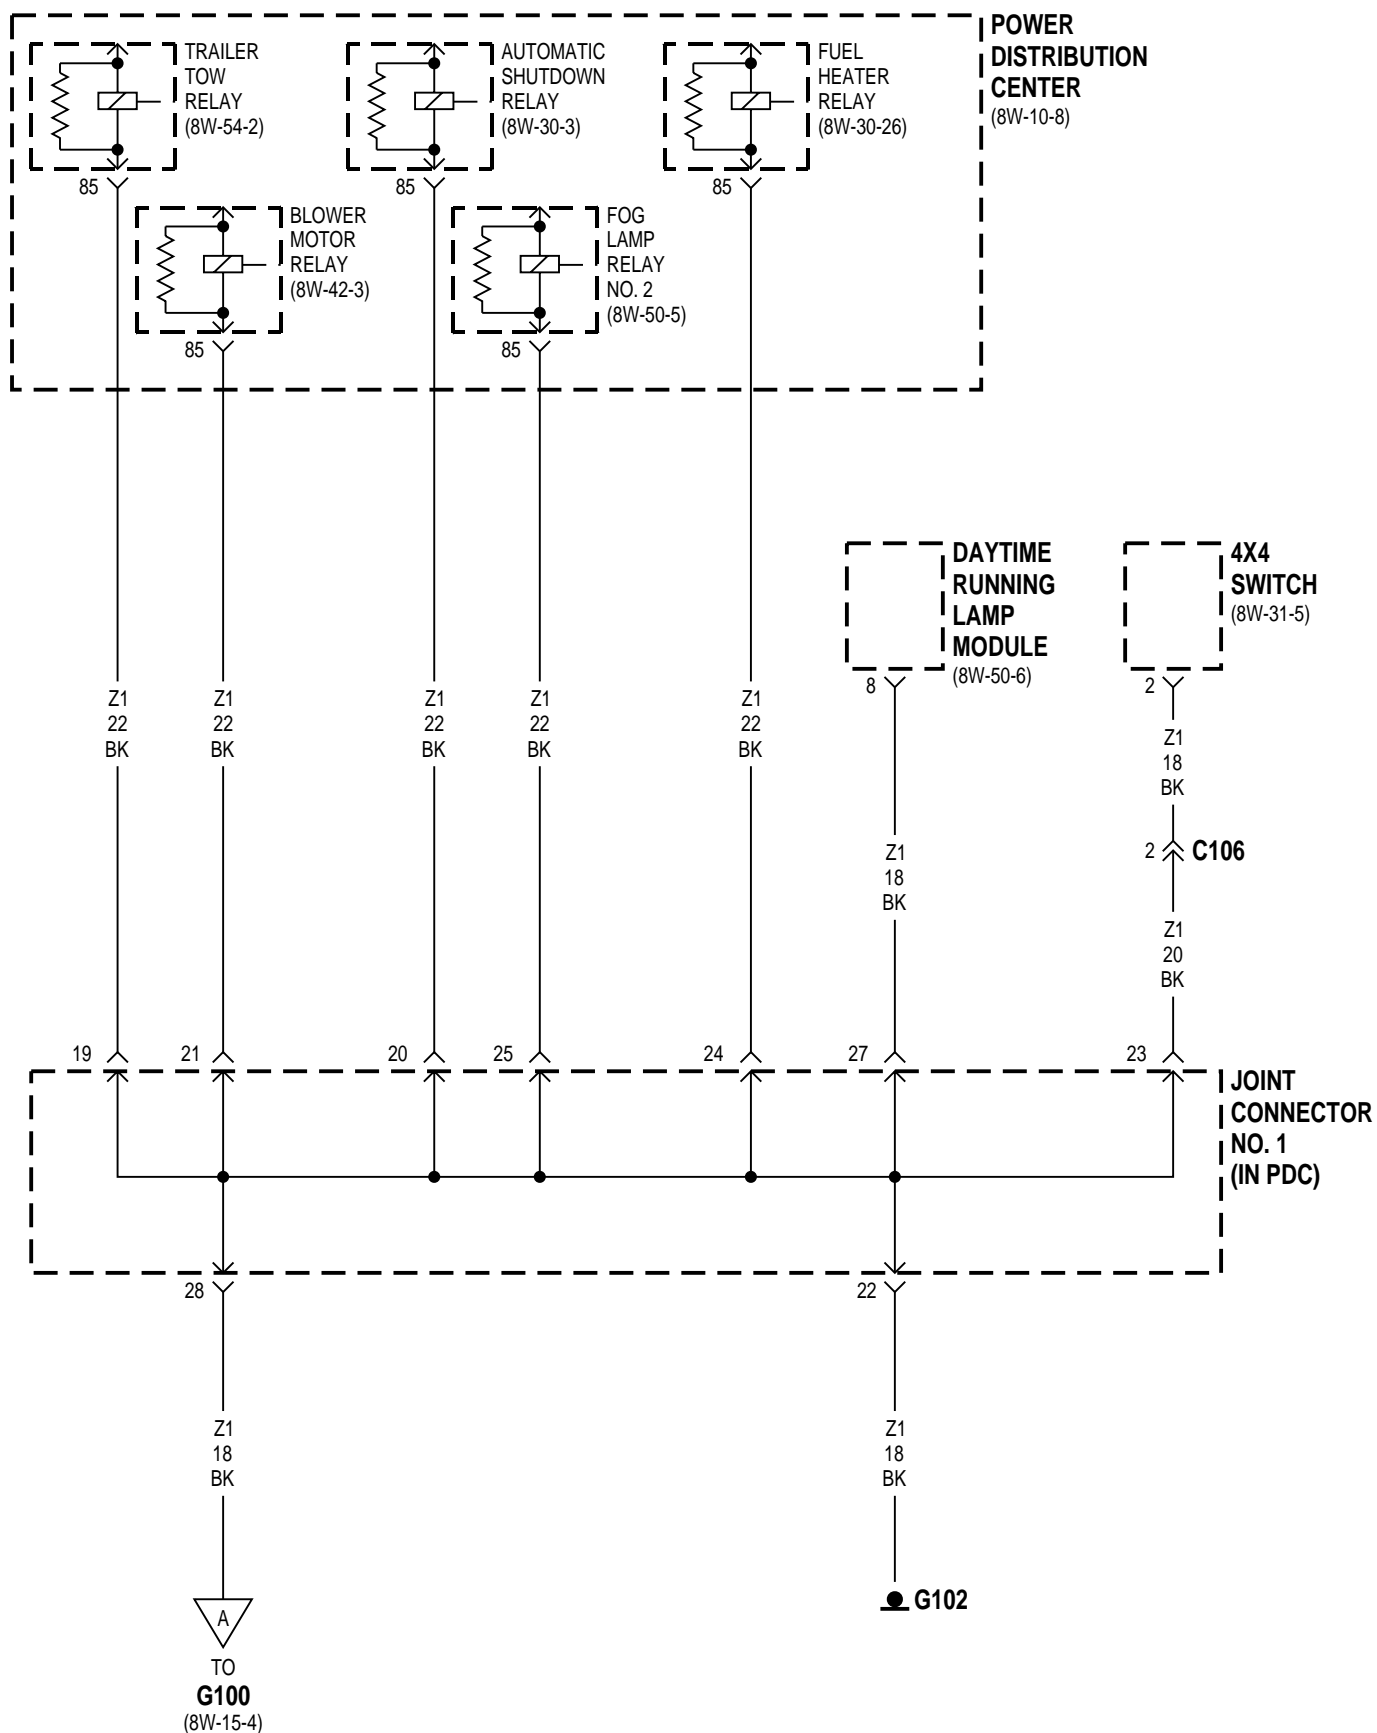 POWER
DISTRIBUTION
CENTER
(8W-10-8)
TRAILER
TOW
RELAY
(8W-54-2)
85
AUTOMATIC
SHUTDOWN
RELAY
(8W-30-3)
85
FUEL
HEATER
RELAY
(8W-30-26)
85
BLOWER
MOTOR
RELAY
(8W-42-3)
85
FOG
LAMP
RELAY
NO. 2
(8W-50-5)
85
DAYTIME
RUNNING
LAMP
MODULE
(8W-50-6)
8
4X4
SWITCH
(8W-31-5)
2
Z1
22
BK
Z1
22
BK
Z1
22
BK
Z1
22
BK
Z1
22
BK
Z1
18
BK
2 C106
Z1
18
BK
Z1
20
BK
19 21 20 25 24 27 23
JOINT
CONNECTOR
NO. 1
(IN PDC)
28 22
Z1
18
BK
Z1
18
BK
A
TO
G100
(8W-15-4)
G102